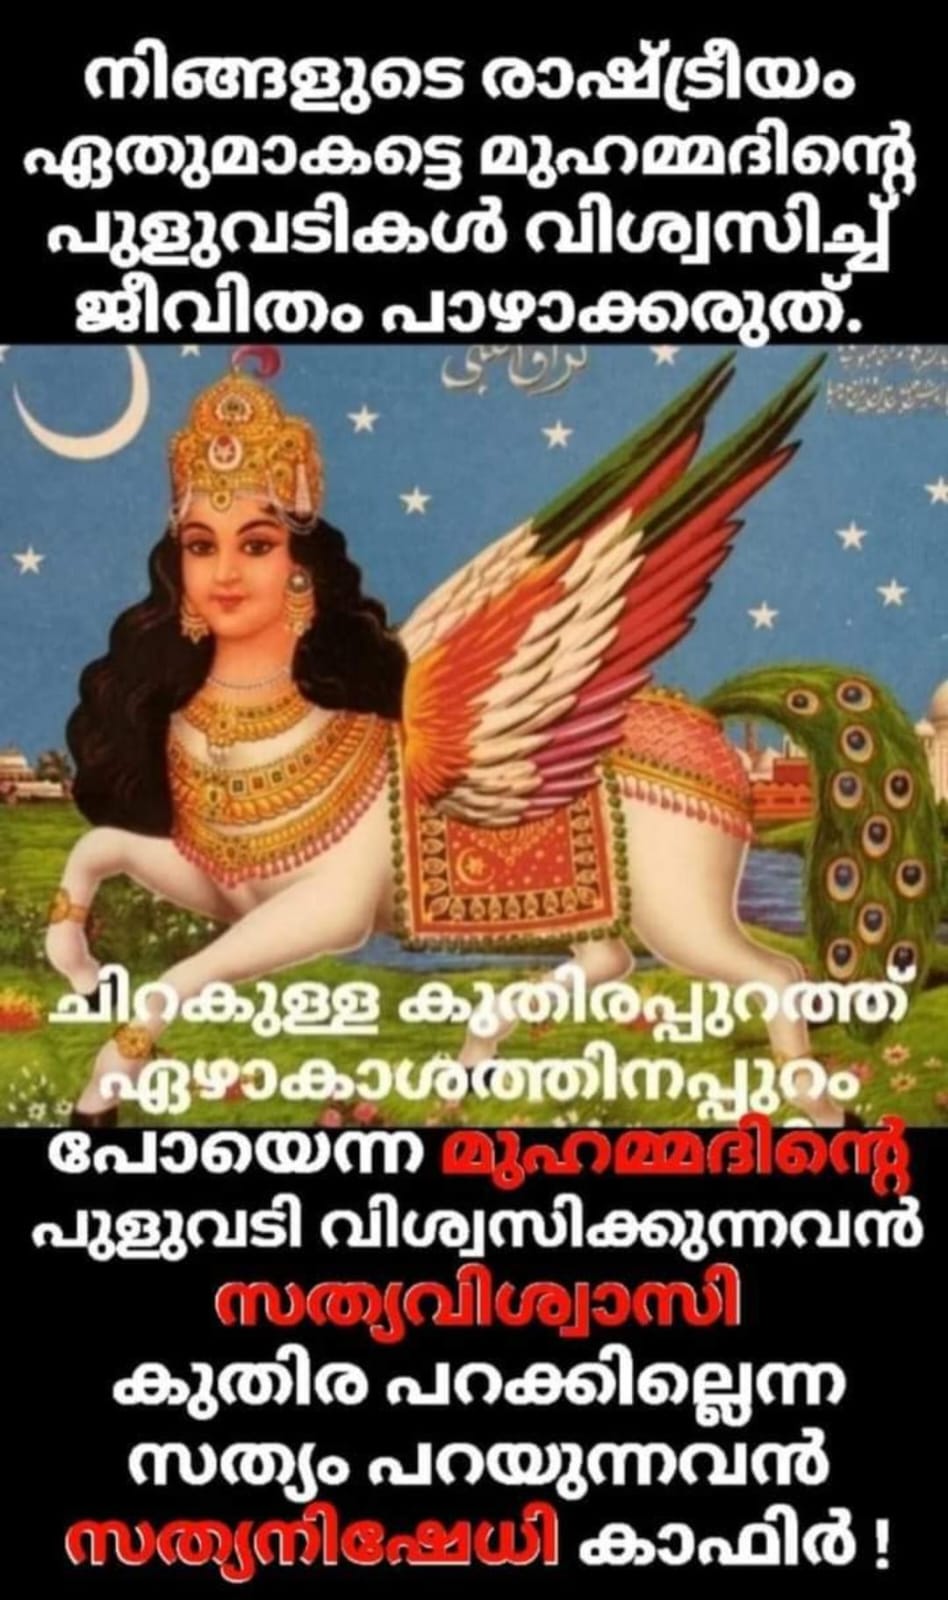 നിങ്ങളുടെ രാഷ്ട്രീയം
ഏതുമാകട്ടെ മുഹമ്മദിന്റെ
പുളുവടികൾ വിശ്വസിച്ച്
ജീവിതം പാഴാക്കരുത്.
ചിറകുള്ള കുതിരപ്പുറത്ത്
ഏഴാകാശത്തിനപ്പുറം
പോയെന്ന മുഹമ്മദിന്റെ
പുളുവടി വിശ്വസിക്കുന്നവൻ
സത്യവിശ്വാസി
കുതിര പറക്കില്ലെന്ന
സത്യം പറയുന്നവൻ
സത്യനിഷേധി കാഫിർ !